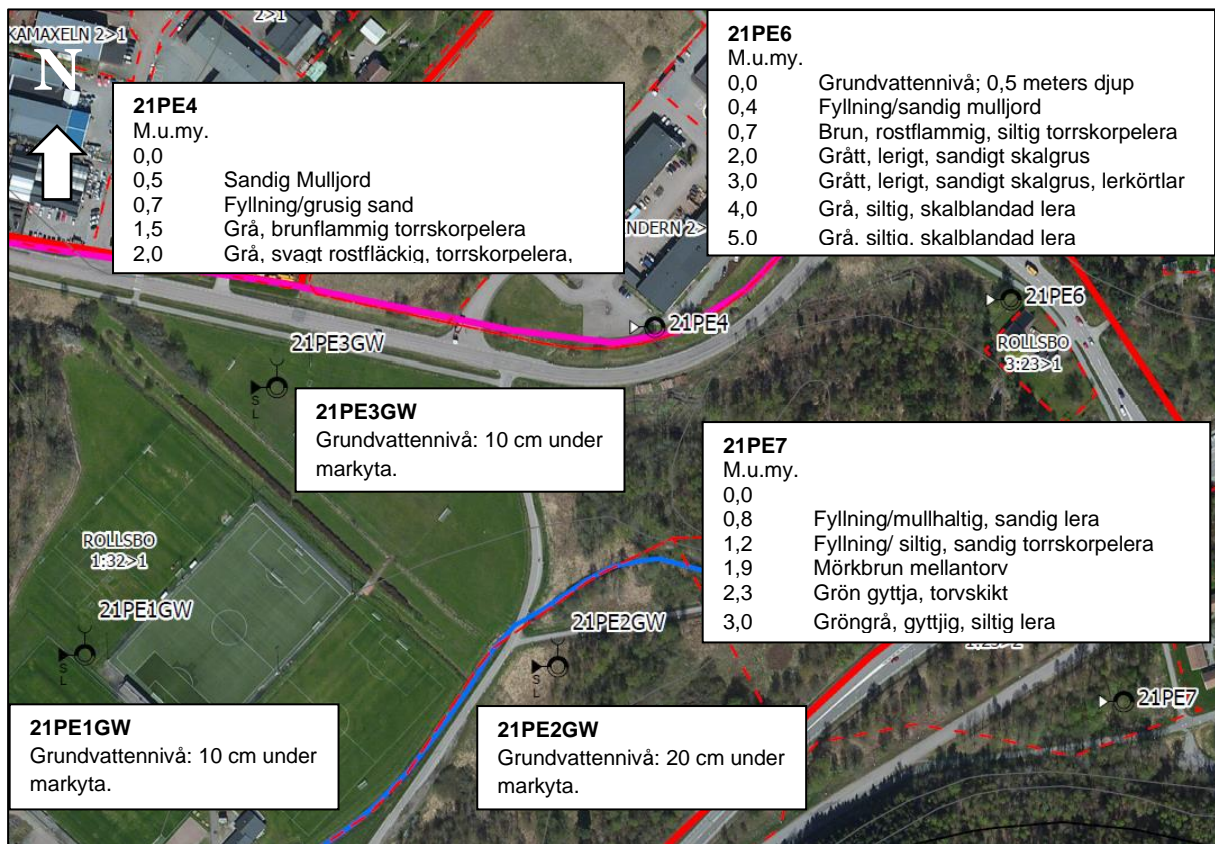 KAMAXELN 2>1
2>1
N
21PE4
M.u.my.
0,0
0,5 Sandig Mulljord
0,7 Fyllning/grusig sand
1,5 Grå, brunflammig torrskorpelera
2,0 Grå, svagt rostfläckig, torrskorpelera,
21PE6
M.u.my.
0,0 Grundvattennivå; 0,5 meters djup
0,4 Fyllning/sandig mulljord
0,7 Brun, rostflammig, siltig torrskorpelera
2,0 Grått, lerigt, sandigt skalgrus
3,0 Grått, lerigt, sandigt skalgrus, lerkörtlar
4,0 Grå, siltig, skalblandad lera
5,0 Grå, siltig, skalblandad lera
NDERN 2>
21PE4
21PE6
ROLLSBO
3:23>1
21PE3GW
S
L
21PE3GW
Grundvattennivå: 10 cm under
markyta.
21PE7
M.u.my.
0,0
0,8 Fyllning/mullhaltig, sandig lera
1,2 Fyllning/ siltig, sandig torrskorpelera
1,9 Mörkbrun mellantorv
2,3 Grön gyttja, torvskikt
3,0 Gröngrå, gyttjig, siltig lera
ROLLSBO
1:32>1
21PE1GW
S
L
21PE2GW
S
L
21PE7
21PE1GW
Grundvattennivå: 10 cm under
markyta.
21PE2GW
Grundvattennivå: 20 cm under
markyta.